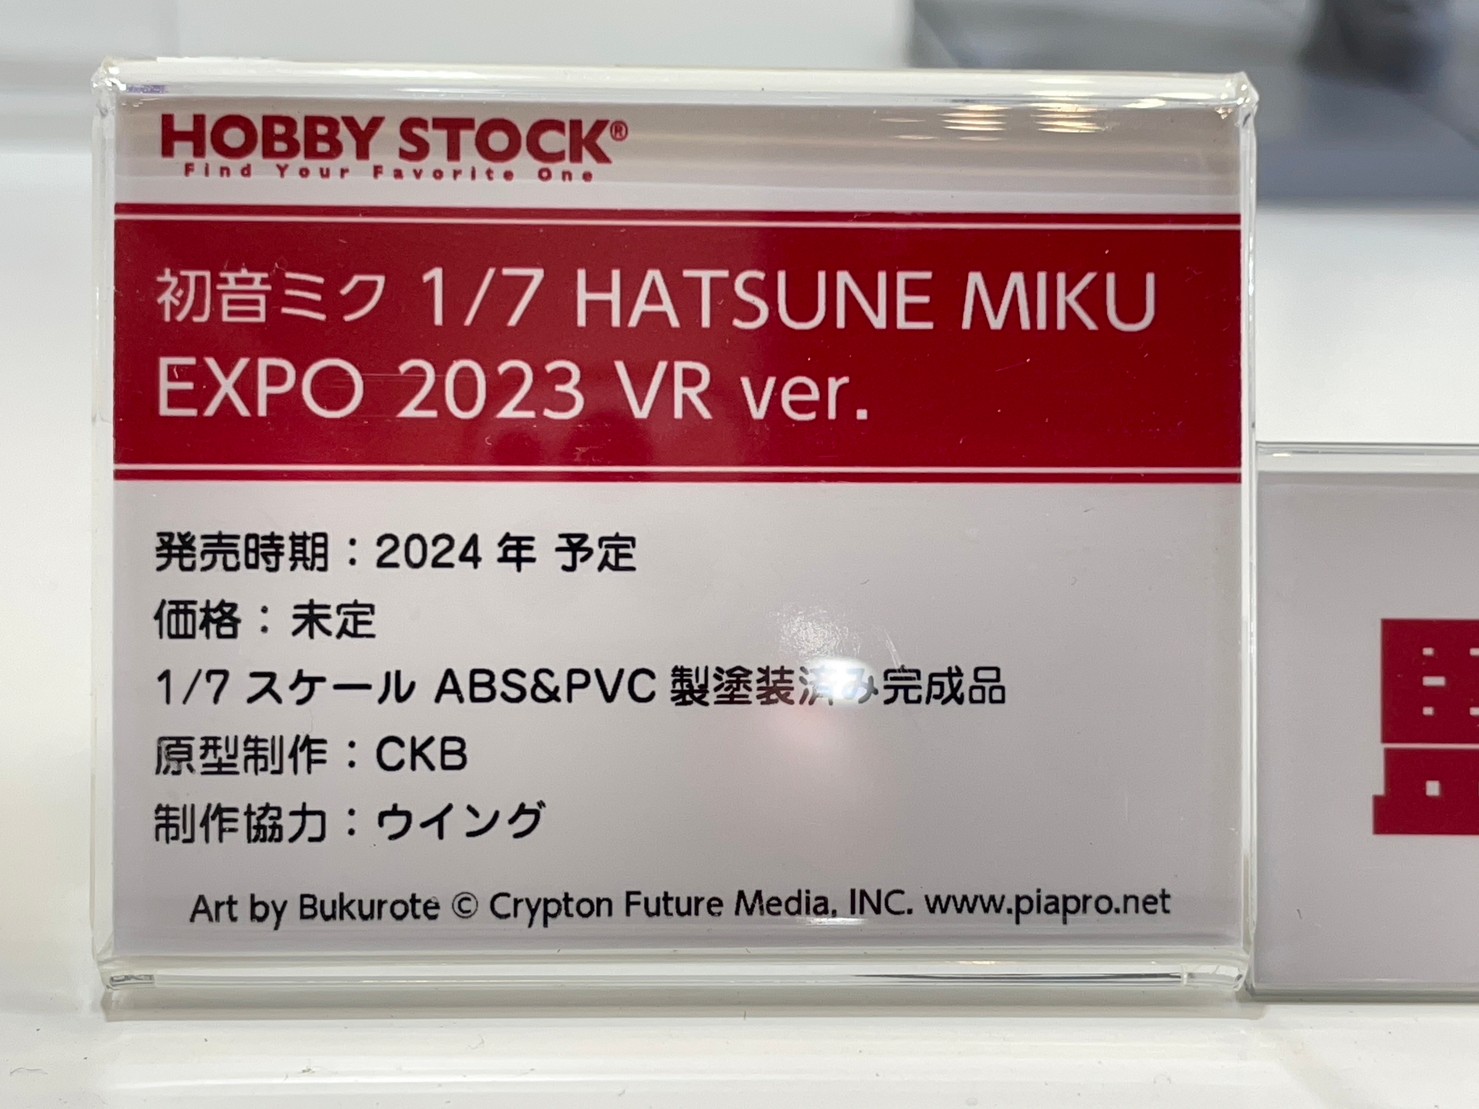 HOBBY STOCK®
Find Your Favorite One
初音ミク 1/7 HATSUNE MIKU
EXPO 2023 VR ver.
発売時期：2024 年 予定
価格：未定
1/7 スケール ABS&PVC 製塗装済み完成品
原型制作：CKB
制作協力：ウイング
Art by Bukurote © Crypton Future Media, INC. www.piapro.net